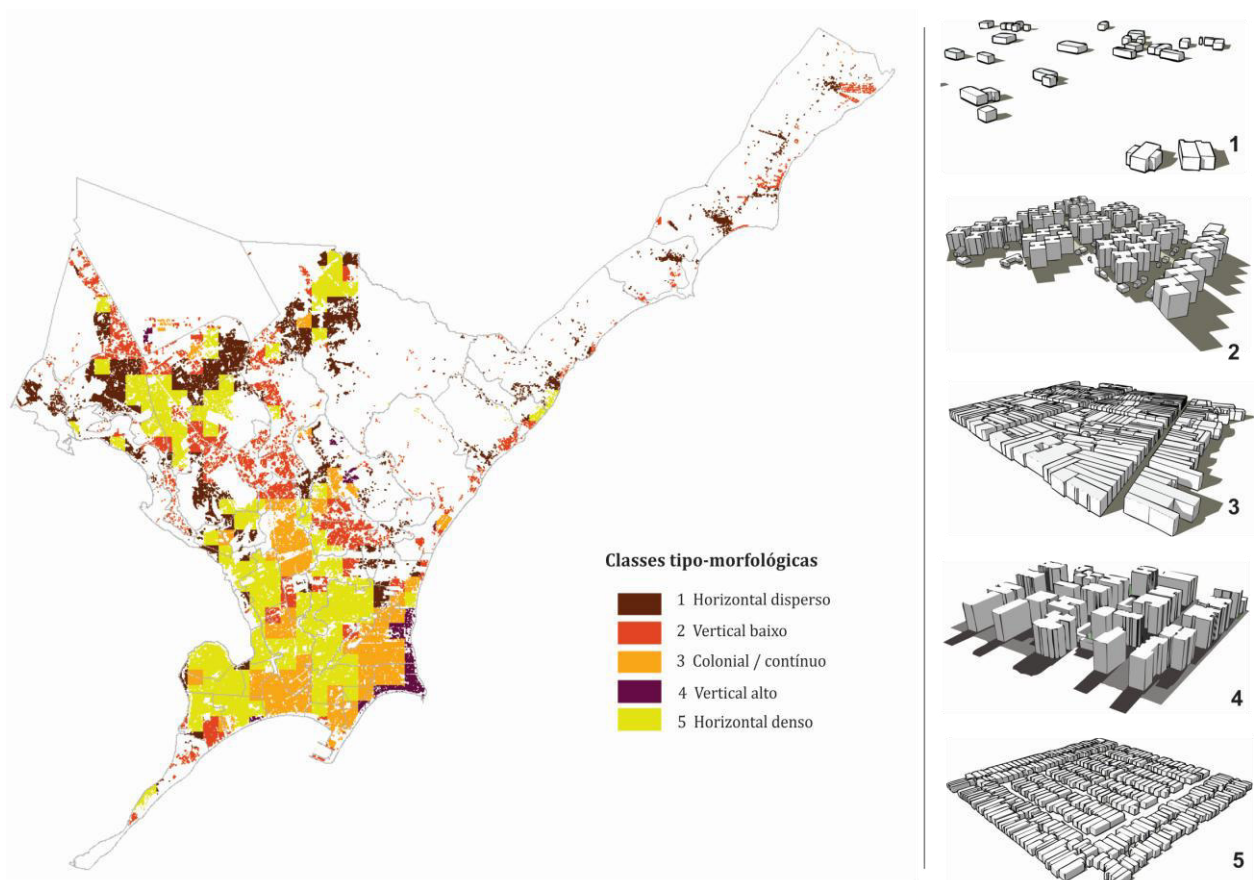 Classes tipo-morfológicas
1 Horizontal disperso
2 Vertical baixo
3 Colonial / contínuo
4 Vertical alto
5 Horizontal denso
1
2
3
4
5